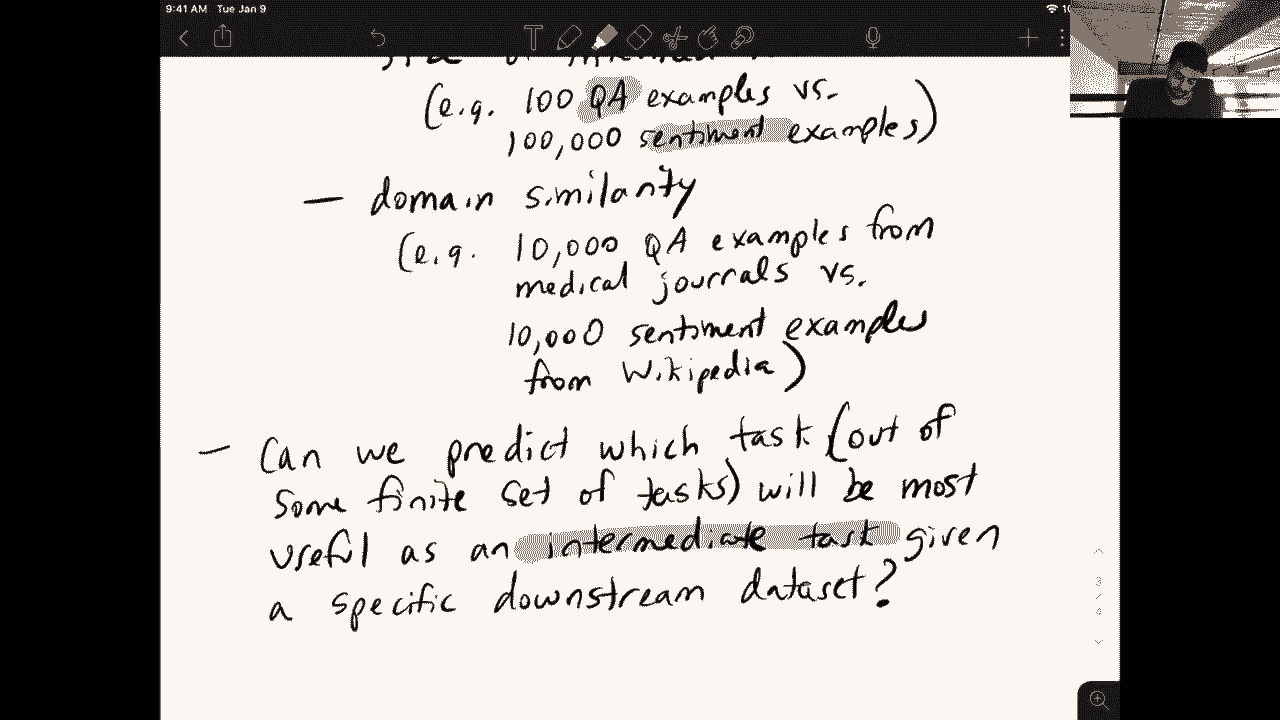 9:41 AM Tue Jan 9
(e.g. 100 QA examples vs.
100,000 sentiment examples)
— domain similarity
(e.g. 10,000 QA examples from
medical journals vs.
10,000 sentiment examples
from Wikipedia)
— Can we predict which task (out of
some finite set of tasks) will be most
useful as an intermediate task given
a specific downstream dataset?
3
/
4